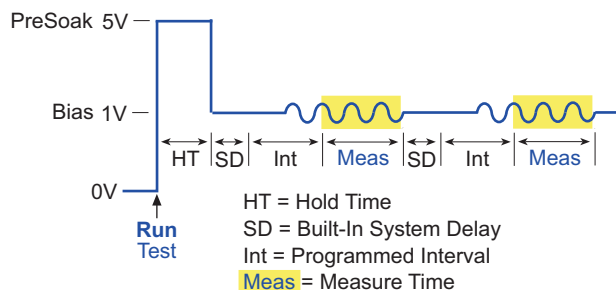 PreSoak 5V
Bias 1V
HT SD Int Meas SD Int Meas
0V
Run
Test
HT = Hold Time
SD = Built-In System Delay
Int = Programmed Interval
Meas = Measure Time